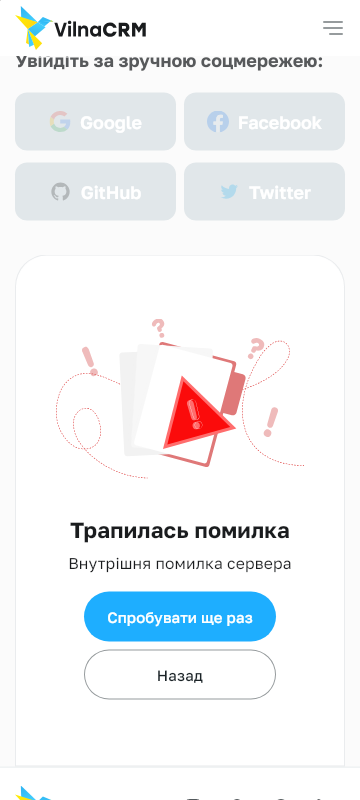 VilnaCRM
Увійдіть за зручною соцмережею:
Google
Facebook
GitHub
Twitter
Трапилась помилка
Внутрішня помилка сервера
Спробувати ще раз
Назад